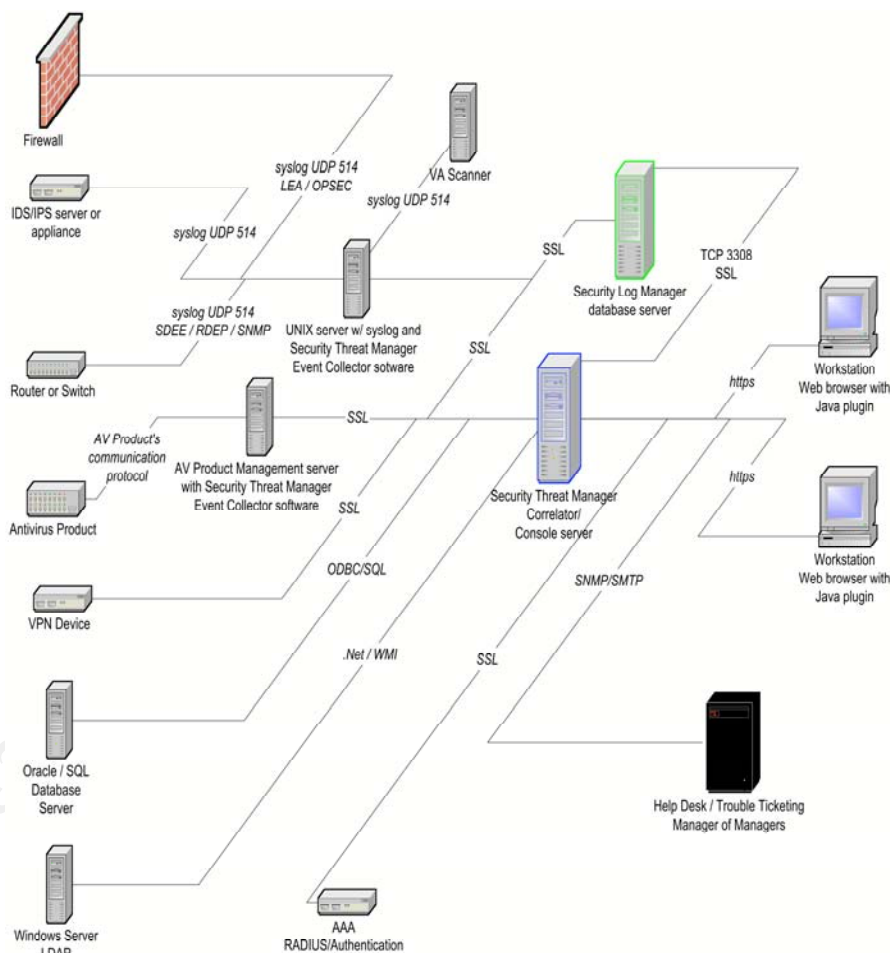 Firewall
syslog UDP 514
LEA / OPSEC
VA Scanner
IDS/IPS server or
appliance
syslog UDP 514
syslog UDP 514
SSL
TCP 3308
SSL
Security Log Manager
database server
syslog UDP 514
SDEE / RDEP / SNMP
UNIX server w/ syslog and
Security Threat Manager
Event Collector sotware
SSL
Router or Switch
https
Workstation
Web browser with
Java plugin
AV Product's
communication
protocol
SSL
AV Product Management server
with Security Threat Manager
Event Collector software
Antivirus Product
Security Threat Manager
Correlator/
Console server
https
SSL
Workstation
Web browser with
Java plugin
ODBC/SQL
SNMP/SMTP
VPN Device
.Net / WMI
SSL
Oracle / SQL
Database
Server
Help Desk / Trouble Ticketing
Manager of Managers
AAA
RADIUS/Authentication
Windows Server
LDAP